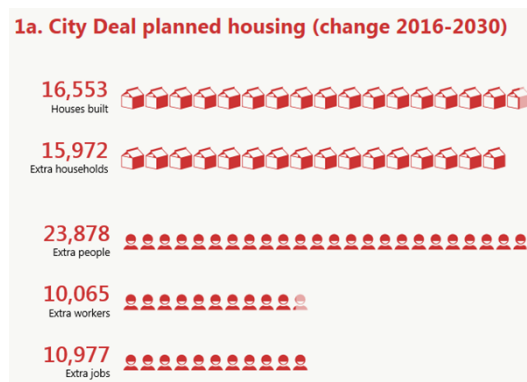 1a. City Deal planned housing (change 2016-2030)
16,553
Houses built
15,972
Extra households
23,878
Extra people
10,065
Extra workers
10,977
Extra jobs